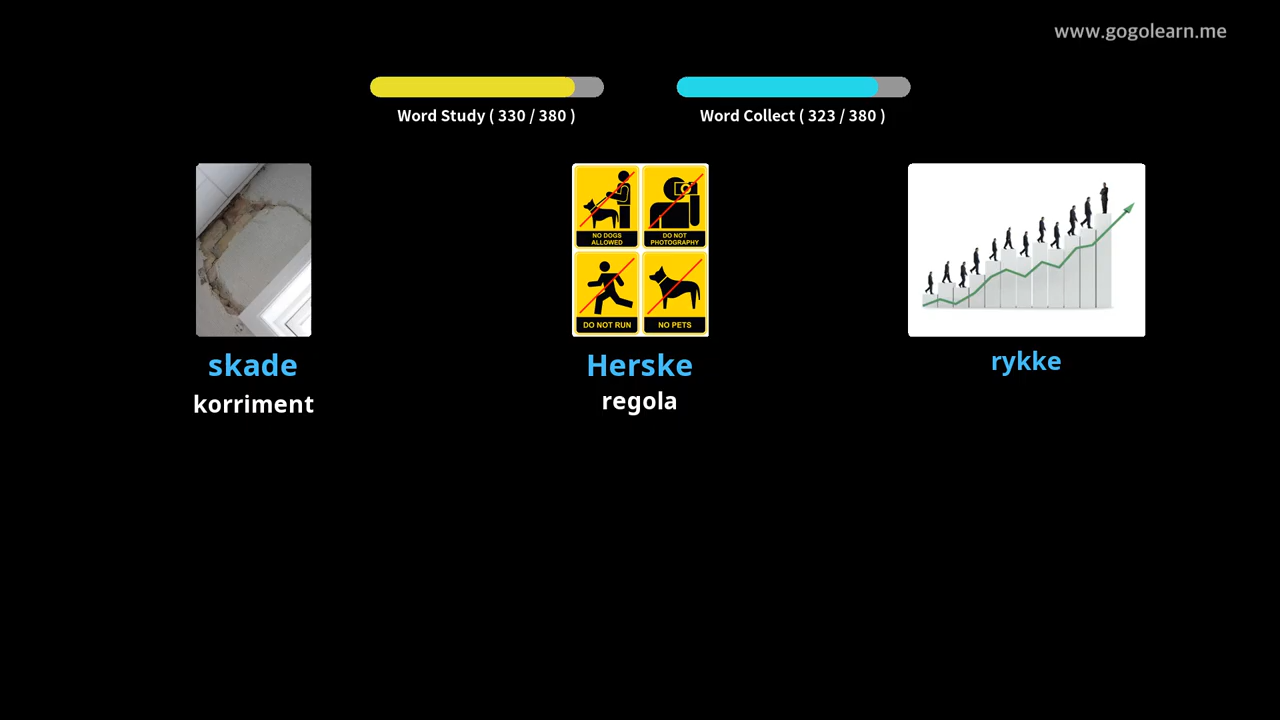 www.gogolearn.me
Word Study ( 330 / 380 )
Word Collect ( 323 / 380 )
NO DOGS
ALLOWED
DO NOT
PHOTOGRAPHY
DO NOT RUN
NO PETS
skade
korriment
Herske
regola
rykke